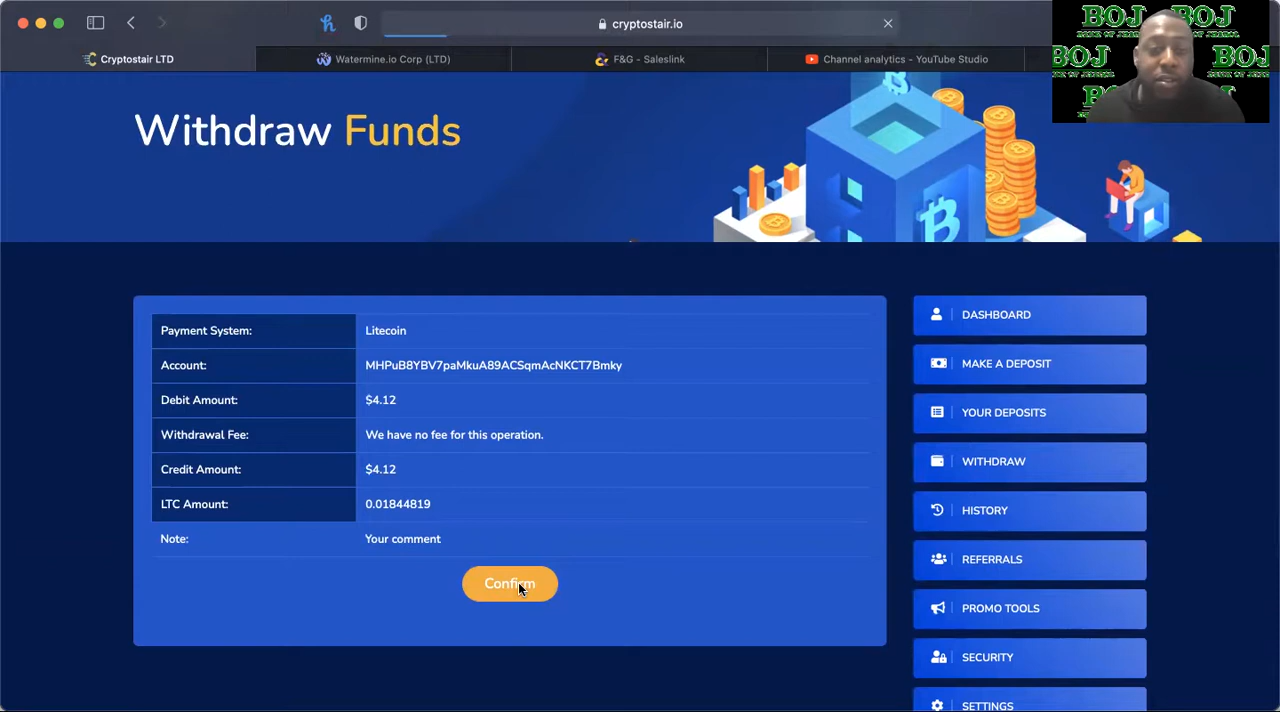 cryptostair.io
Cryptostair LTD
Watermine.io Corp (LTD)
F&G - Saleslink
Channel analytics - YouTube Studio
BOJ BOJ
BOJ BOJ
Withdraw Funds
Payment System: Litecoin
Account: MHPuB8YBV7paMkuA89ACSqmAcNKCT7Bmky
Debit Amount: $4.12
Withdrawal Fee: We have no fee for this operation.
Credit Amount: $4.12
LTC Amount: 0.01844819
Note: Your comment
Confirm
DASHBOARD
MAKE A DEPOSIT
YOUR DEPOSITS
WITHDRAW
HISTORY
REFERRALS
PROMO TOOLS
SECURITY
SETTINGS